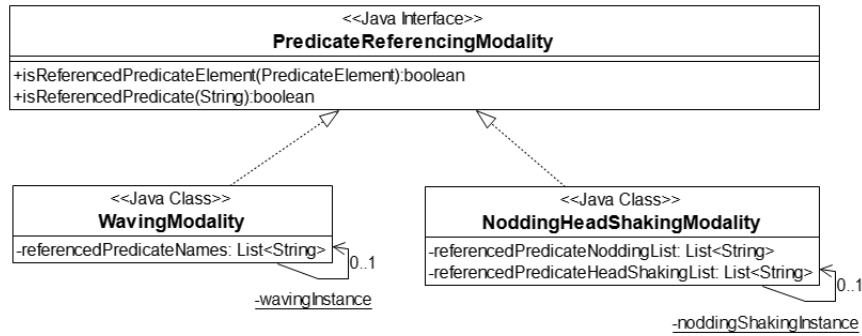 <<Java Interface>>
PredicateReferencingModality
+isReferencedPredicateElement(PredicateElement):boolean
+isReferencedPredicate(String):boolean
<<Java Class>>
WavingModality
-referencedPredicateNames: List<String>
0..1
-wavingInstance
<<Java Class>>
NoddingHeadShakingModality
-referencedPredicateNoddingList: List<String>
-referencedPredicateHeadShakingList: List<String>
0..1
-noddingShakingInstance